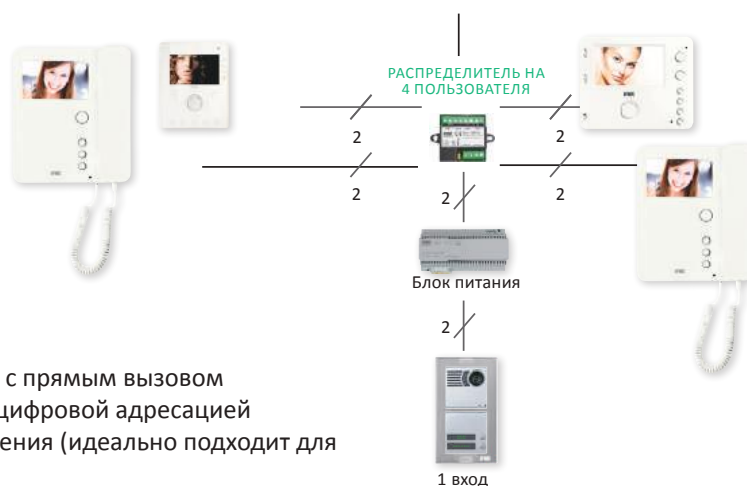 РАСПРЕДЕЛИТЕЛЬ НА
4 ПОЛЬЗОВАТЕЛЯ
2
2
2
2
2
Блок питания
2
с прямым вызовом
цифровой адресацией
ения (идеально подходит для
1 вход